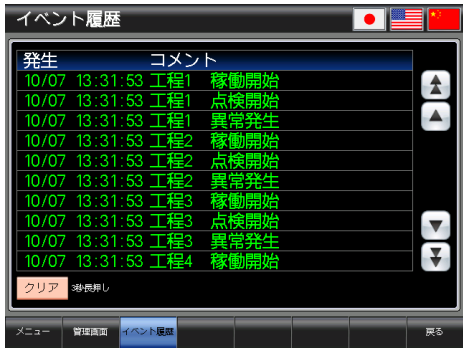 イベント履歴
発生 コメント
10/07 13:31:53 工程1 稼働開始
10/07 13:31:53 工程1 点検開始
10/07 13:31:53 工程1 異常発生
10/07 13:31:53 工程2 稼働開始
10/07 13:31:53 工程2 点検開始
10/07 13:31:53 工程2 異常発生
10/07 13:31:53 工程3 稼働開始
10/07 13:31:53 工程3 点検開始
10/07 13:31:53 工程3 異常発生
10/07 13:31:53 工程4 稼働開始
クリア 3秒長押し
メニュー 管理画面 イベント履歴 戻る